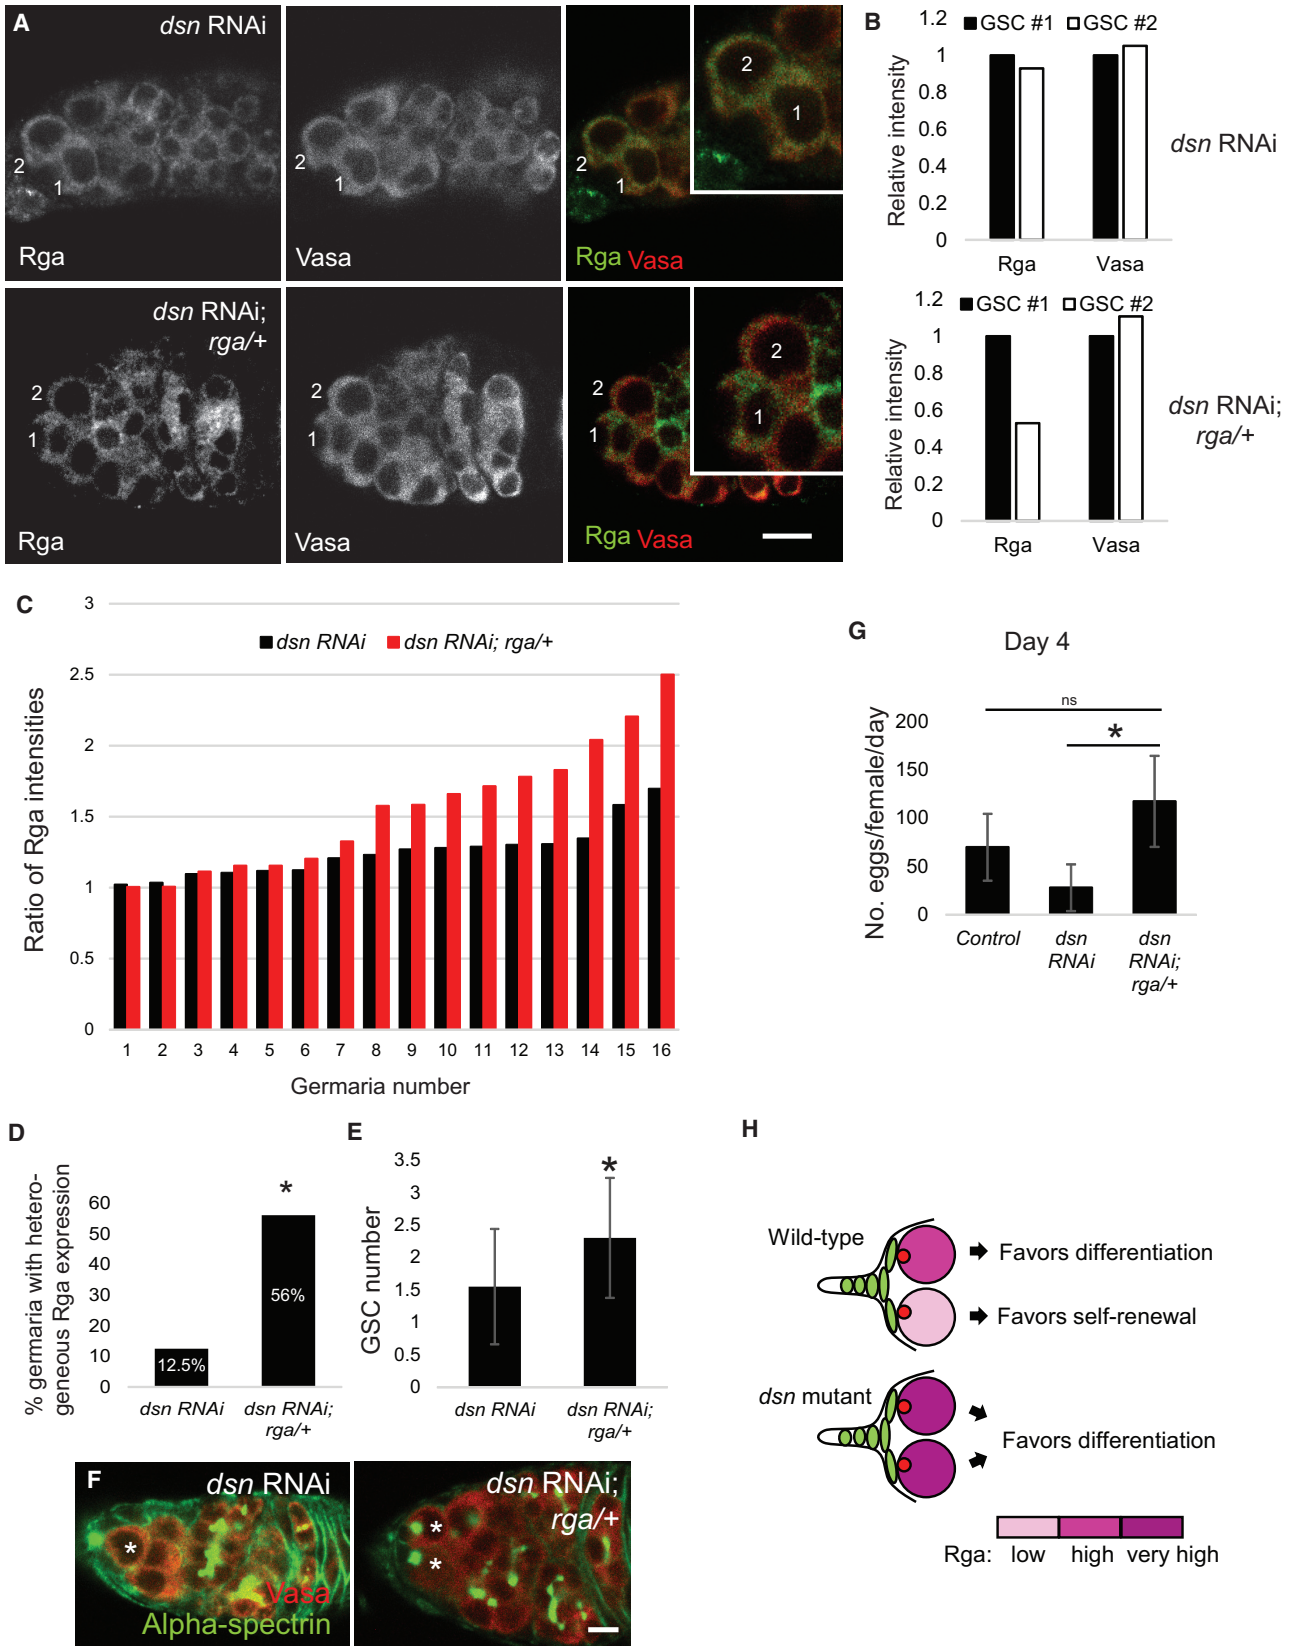 A
dsn RNAi
2
1
Rga
2
1
Vasa
2
1
2
1
Rga Vasa
dsn RNAi;
rga/+
2
1
Rga
2
1
Vasa
2
1
2
1
Rga Vasa
B
GSC #1 GSC #2
Relative intensity
1.2
1
0.8
0.6
0.4
0.2
0
Rga Vasa
dsn RNAi
GSC #1 GSC #2
Relative intensity
1.2
1
0.8
0.6
0.4
0.2
0
Rga Vasa
dsn RNAi;
rga/+
C
dsn RNAi dsn RNAi; rga/+
Ratio of Rga intensities
3
2.5
2
1.5
1
0.5
0
1 2 3 4 5 6 7 8 9 10 11 12 13 14 15 16
Germaria number
G
Day 4
ns
*
No. eggs/female/day
200
150
100
50
0
Control
dsn
RNAi
dsn
RNAi;
rga/+
D
% germaria with hetero-
geneous Rga expression
60
50
40
30
20
10
0
*
12.5%
56%
dsn RNAi
dsn RNAi;
rga/+
E
GSC number
3.5
3
2.5
2
1.5
1
0.5
0
*
dsn RNAi
dsn RNAi;
rga/+
H
Wild-type
Favors differentiation
Favors self-renewal
dsn mutant
Favors differentiation
Rga: low high very high
F
dsn RNAi
*
Vasa
Alpha-spectrin
dsn RNAi;
rga/+
*
*